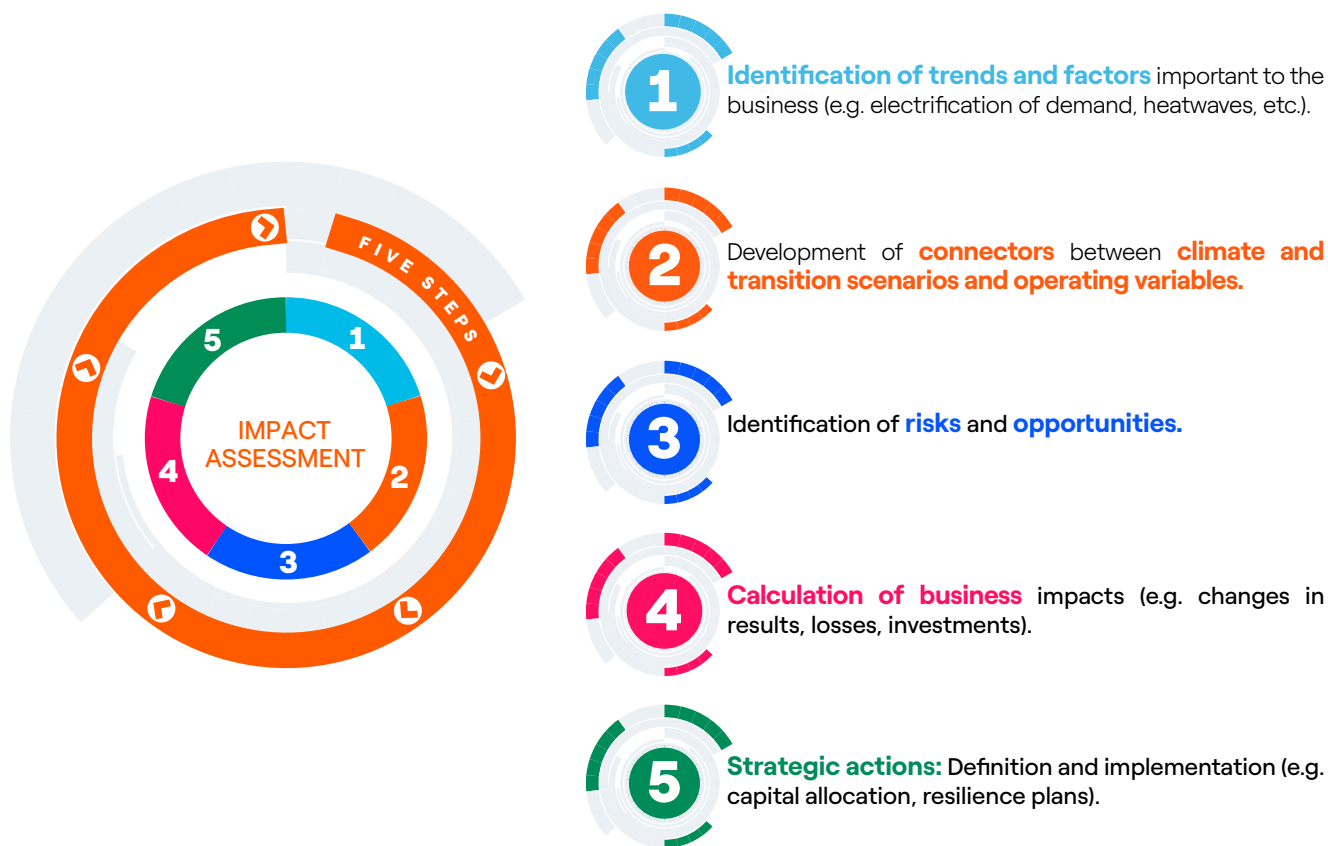 FIVE STEPS
1
2
3
4
5
IMPACT
ASSESSMENT
1
Identification of trends and factors important to the
business (e.g. electrification of demand, heatwaves, etc.).
2
Development of connectors between climate and
transition scenarios and operating variables.
3
Identification of risks and opportunities.
4
Calculation of business impacts (e.g. changes in
results, losses, investments).
5
Strategic actions: Definition and implementation (e.g.
capital allocation, resilience plans).